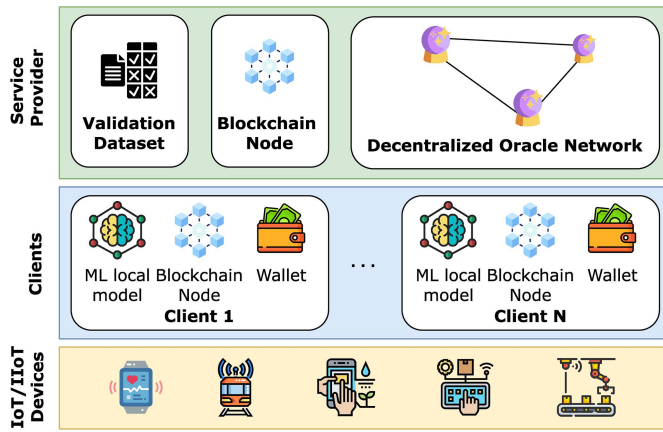 Service
Provider
Validation
Dataset
Blockchain
Node
Decentralized Oracle Network
Clients
ML local
model
Blockchain
Node
Wallet
Client 1
...
ML local
model
Blockchain
Node
Wallet
Client N
IoT/IIoT
Devices